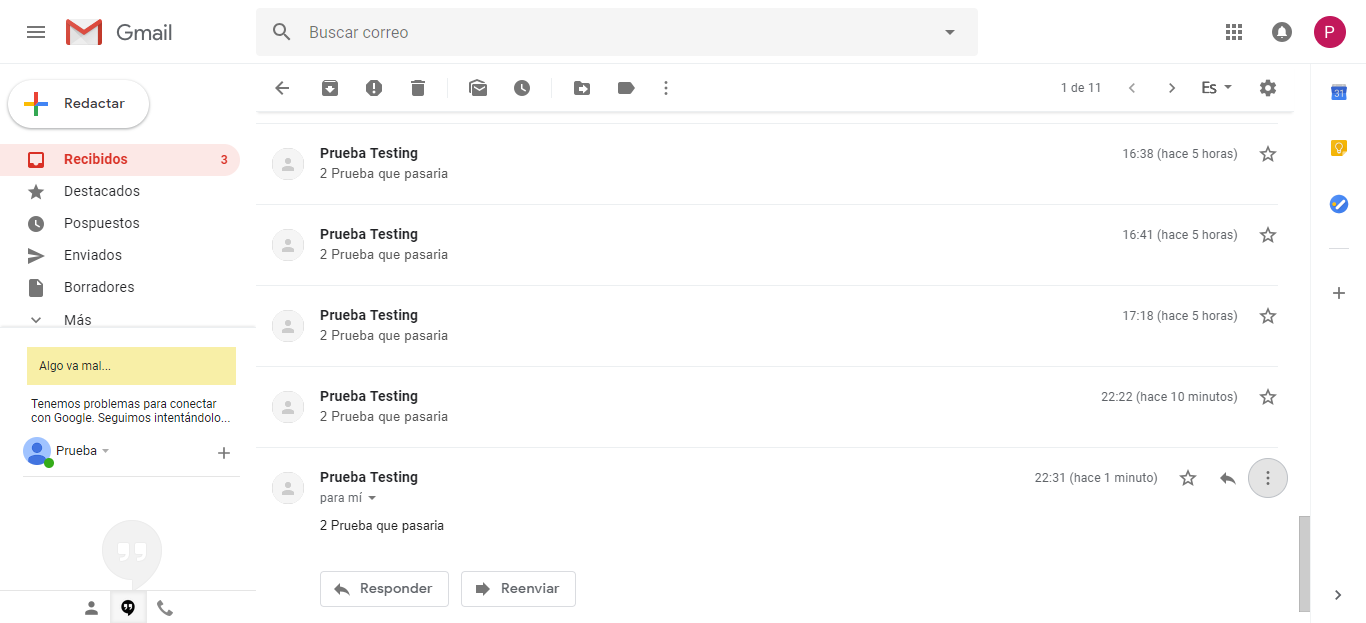 Gmail
Buscar correo
P
Redactar
1 de 11
Es
31
Recibidos 3
Destacados
Pospuestos
Enviados
Borradores
Más
Algo va mal...
Tenemos problemas para conectar
con Google. Seguimos intentándolo...
Prueba
Prueba Testing 16:38 (hace 5 horas)
2 Prueba que pasaria
Prueba Testing 16:41 (hace 5 horas)
2 Prueba que pasaria
Prueba Testing 17:18 (hace 5 horas)
2 Prueba que pasaria
Prueba Testing 22:22 (hace 10 minutos)
2 Prueba que pasaria
Prueba Testing 22:31 (hace 1 minuto)
para mí
2 Prueba que pasaria
Responder Reenviar